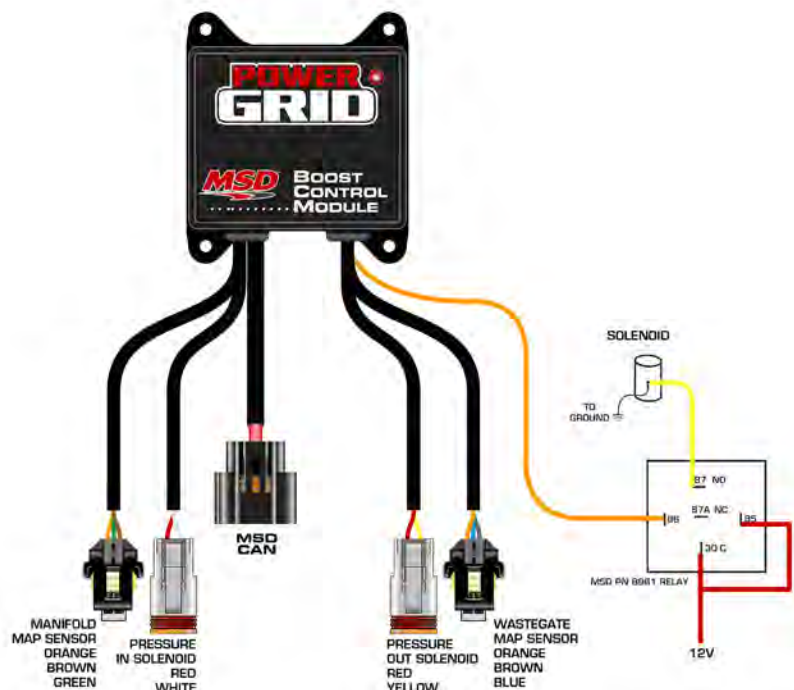 POWER
GRID
MSD
BOOST
CONTROL
MODULE
SOLENOID
TO
GROUND
87 NO
87A NC
86
85
30 C
MSD PN 8961 RELAY
12V
MSD
CAN
MANIFOLD
MAP SENSOR
ORANGE
BROWN
GREEN
PRESSURE
IN SOLENOID
RED
WHITE
PRESSURE
OUT SOLENOID
RED
YELLOW
WASTEGATE
MAP SENSOR
ORANGE
BROWN
BLUE